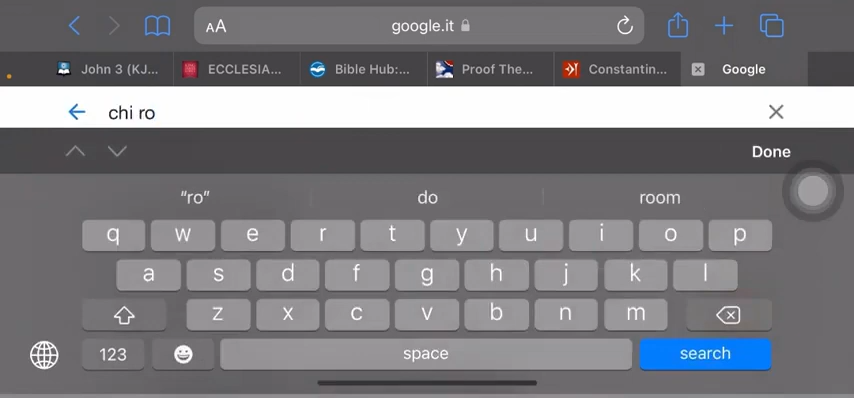 AA google.it
John 3 (KJ... ECCLESIA... Bible Hub:... Proof The... Constantin... Google
chi ro
Done
“ro” do room
q w e r t y u i o p
a s d f g h j k l
z x c v b n m
123 space search